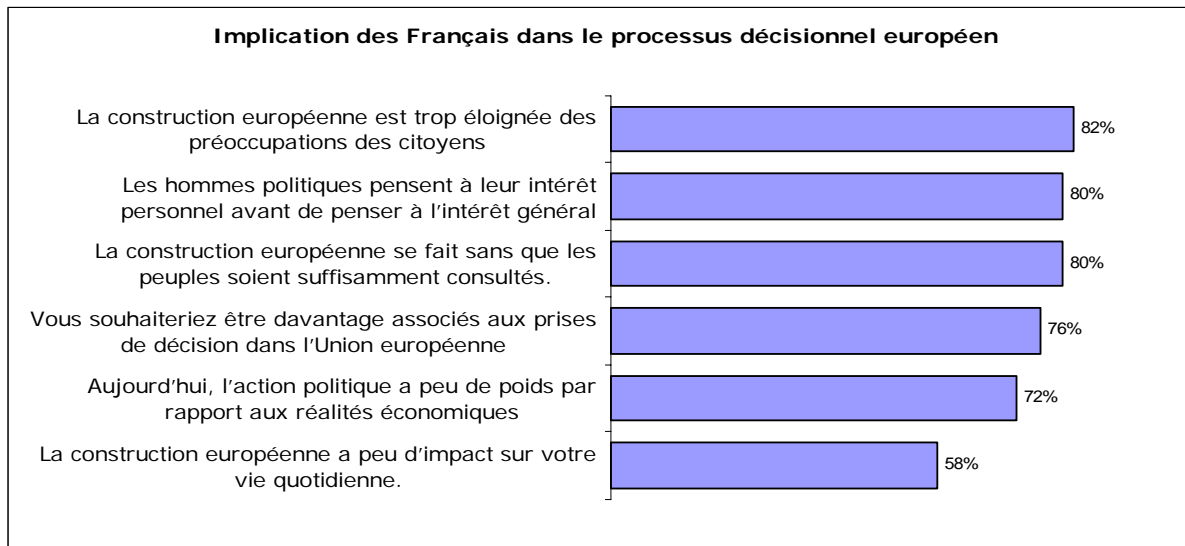 Implication des Français dans le processus décisionnel européen
La construction européenne est trop éloignée des
préoccupations des citoyens
82%
Les hommes politiques pensent à leur intérêt
personnel avant de penser à l'intérêt général
80%
La construction européenne se fait sans que les
peuples soient suffisamment consultés.
80%
Vous souhaiteriez être davantage associés aux prises
de décision dans l'Union européenne
76%
Aujourd'hui, l'action politique a peu de poids par
rapport aux réalités économiques
72%
La construction européenne a peu d'impact sur votre
vie quotidienne.
58%